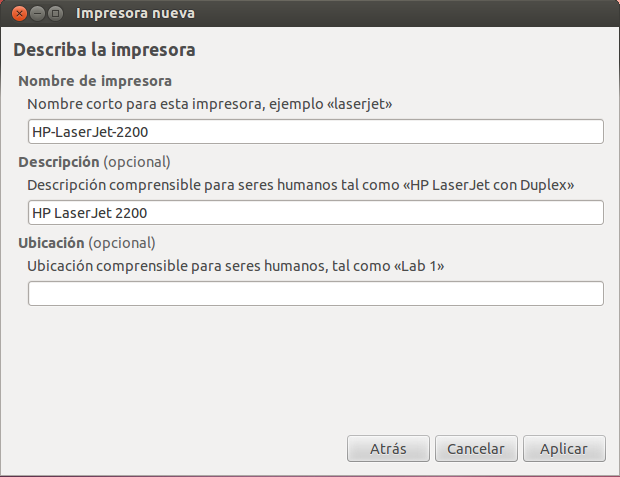 Impresora nueva
Describa la impresora
Nombre de impresora
Nombre corto para esta impresora, ejemplo «laserjet»
HP-LaserJet-2200
Descripción (opcional)
Descripción comprensible para seres humanos tal como «HP LaserJet con Duplex»
HP LaserJet 2200
Ubicación (opcional)
Ubicación comprensible para seres humanos, tal como «Lab 1»
Atrás Cancelar Aplicar